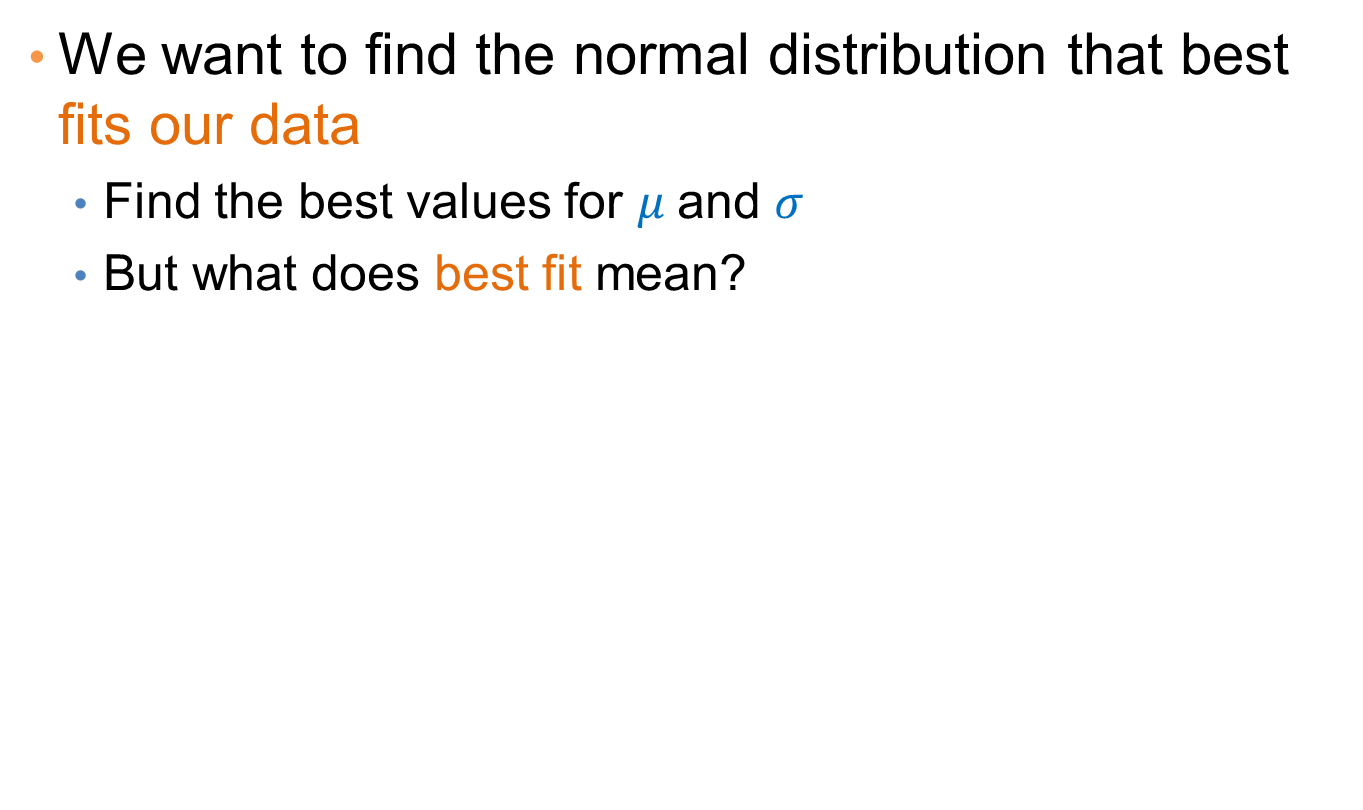 • We want to find the normal distribution that best
fits our data
• Find the best values for 𝜇 and 𝜎
• But what does best fit mean?